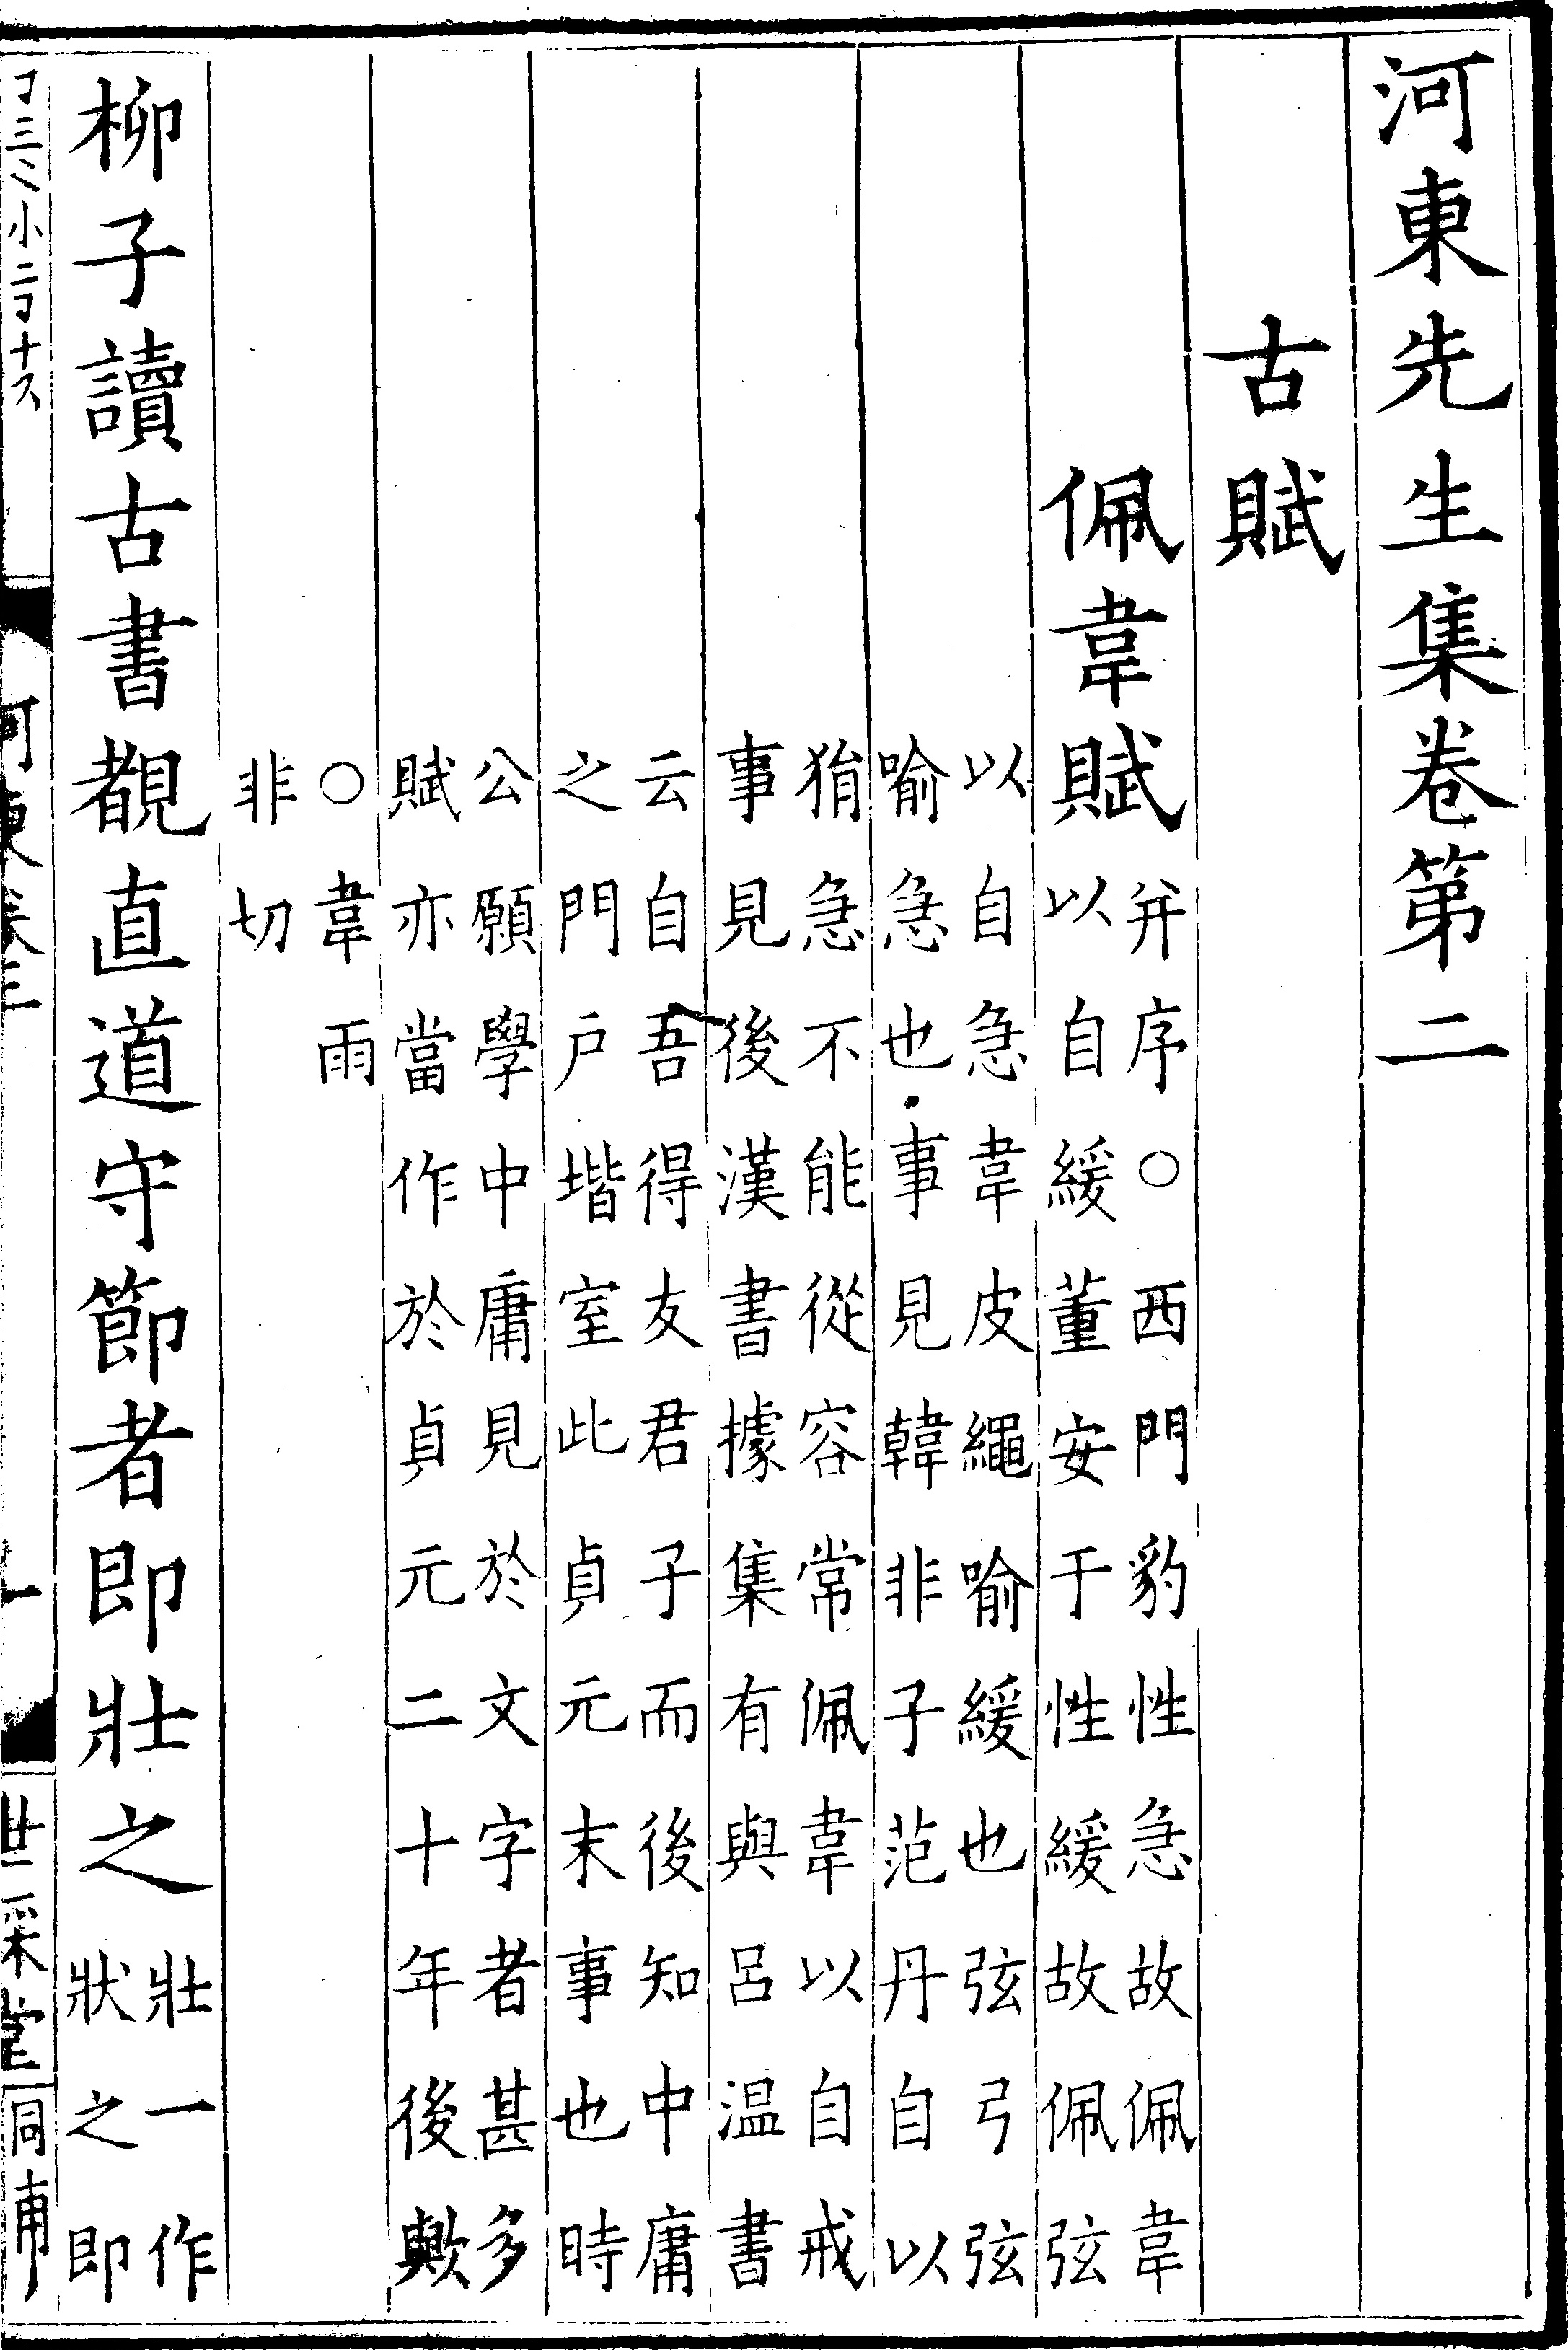 河東先生集卷第二
古賦
佩韋賦
并序○西門豹性急故佩韋
以自緩董安于性緩故佩弦
以自急韋皮繩喻緩也弦弓弦
喻急也事見韓非子范丹自以
狷急不能從容常佩韋以自戒
事見後漢書據集有與呂温書
云自吾得友君子而後知中庸
之門户堦室此貞元末事也時
公願學中庸見於文字者甚多
賦亦當作於貞元二十年後歟
○韋雨
非切
柳子讀古書覩直道守節者即壯之
壯一作
狀之即